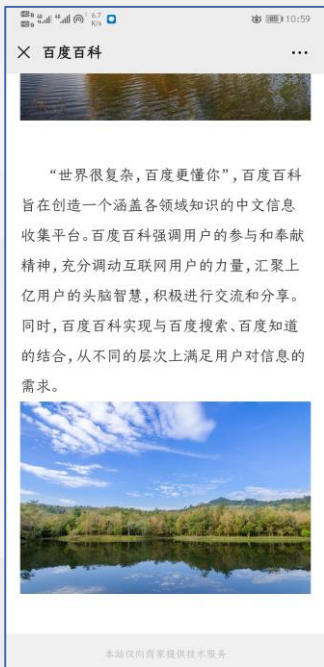 6.7
K/s
10:59
百度百科
“世界很复杂，百度更懂你”，百度百科
旨在创造一个涵盖各领域知识的中文信息
收集平台。百度百科强调用户的参与和奉献
精神，充分调动互联网用户的力量，汇聚上
亿用户的头脑智慧，积极进行交流和分享。
同时，百度百科实现与百度搜索、百度知道
的结合，从不同的层次上满足用户对信息的
需求。
本站仅向商家提供技术服务